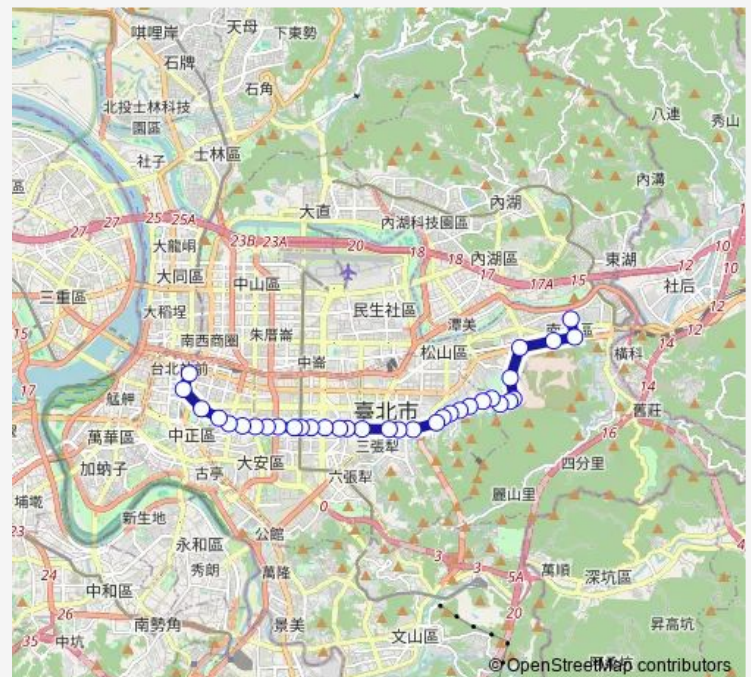 天母
下東勢
唭哩岸
石牌
石角
北投士林科技
園區
八連
秀山
社子
士林區
內溝
區
大直
內湖
內湖科技園區
27
27
25
25A
23B
23A
20
18
18
17
內湖區
17A
15
東湖
10
10
社后
12
12
大龍峒
大同區
中山區
三重區
大稻埕
民生社區
潭美
朱厝崙
南西商圈
松山區
橫科
14
14
12
中崙
17
艋舺
臺北市
舊莊
萬華區
中正區
三張犁
16
加蚋子
古亭
大安區
六張犁
四分里
麗山里
埔墘
新生地
公館
0
23
永和區
3
3
5A
萬順
深坑區
秀朗
萬隆
24
中和區
20
26
南勢角
景美
文山區
昇高坑
35
中坑
© OpenStreetMap contributors